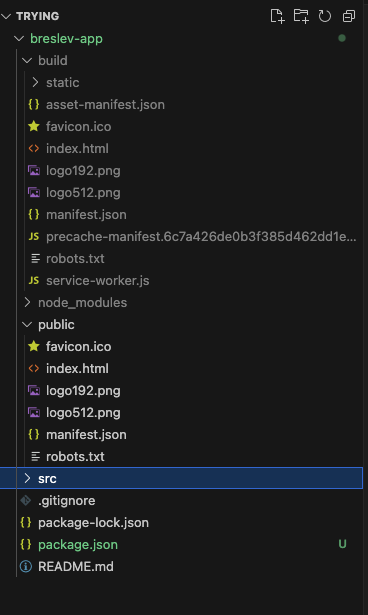 TRYING
breslev-app
build
static
{} asset-manifest.json
favicon.ico
<> index.html
logo192.png
logo512.png
{} manifest.json
JS precache-manifest.6c7a426de0b3f385d462dd1e...
robots.txt
JS service-worker.js
node_modules
public
favicon.ico
<> index.html
logo192.png
logo512.png
{} manifest.json
robots.txt
src
.gitignore
{} package-lock.json
{} package.json U
README.md